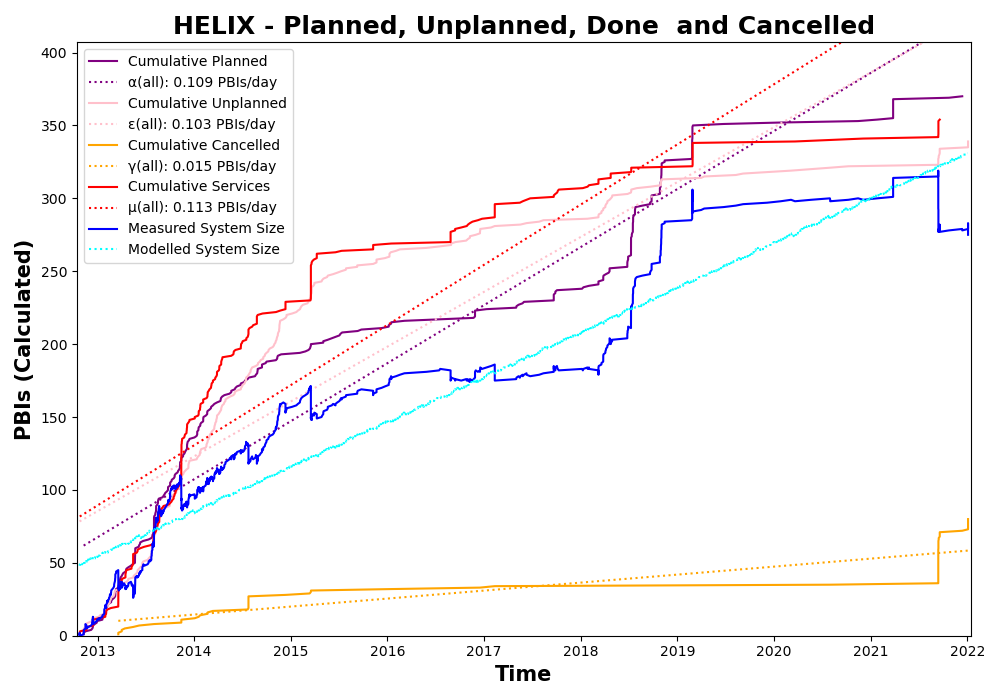 HELIX - Planned, Unplanned, Done  and Cancelled
400
350
300
250
200
150
100
50
0
PBIs (Calculated)
Cumulative Planned
α(all): 0.109 PBIs/day
Cumulative Unplanned
ε(all): 0.103 PBIs/day
Cumulative Cancelled
γ(all): 0.015 PBIs/day
Cumulative Services
μ(all): 0.113 PBIs/day
Measured System Size
Modelled System Size
2013 2014 2015 2016 2017 2018 2019 2020 2021 2022
Time